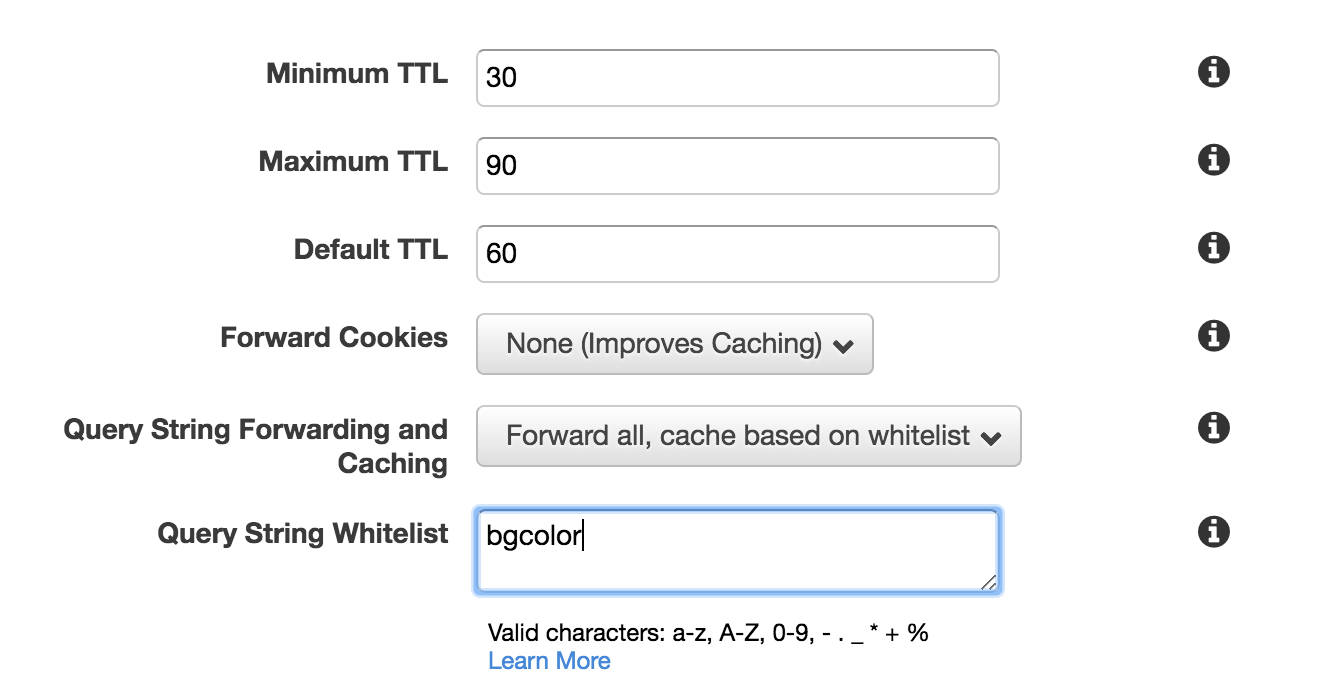 Minimum TTL
30
Maximum TTL
90
Default TTL
60
Forward Cookies
None (Improves Caching)
Query String Forwarding and
Caching
Forward all, cache based on whitelist
Query String Whitelist
bgcolor
Valid characters: a-z, A-Z, 0-9, - . _ * + %
Learn More